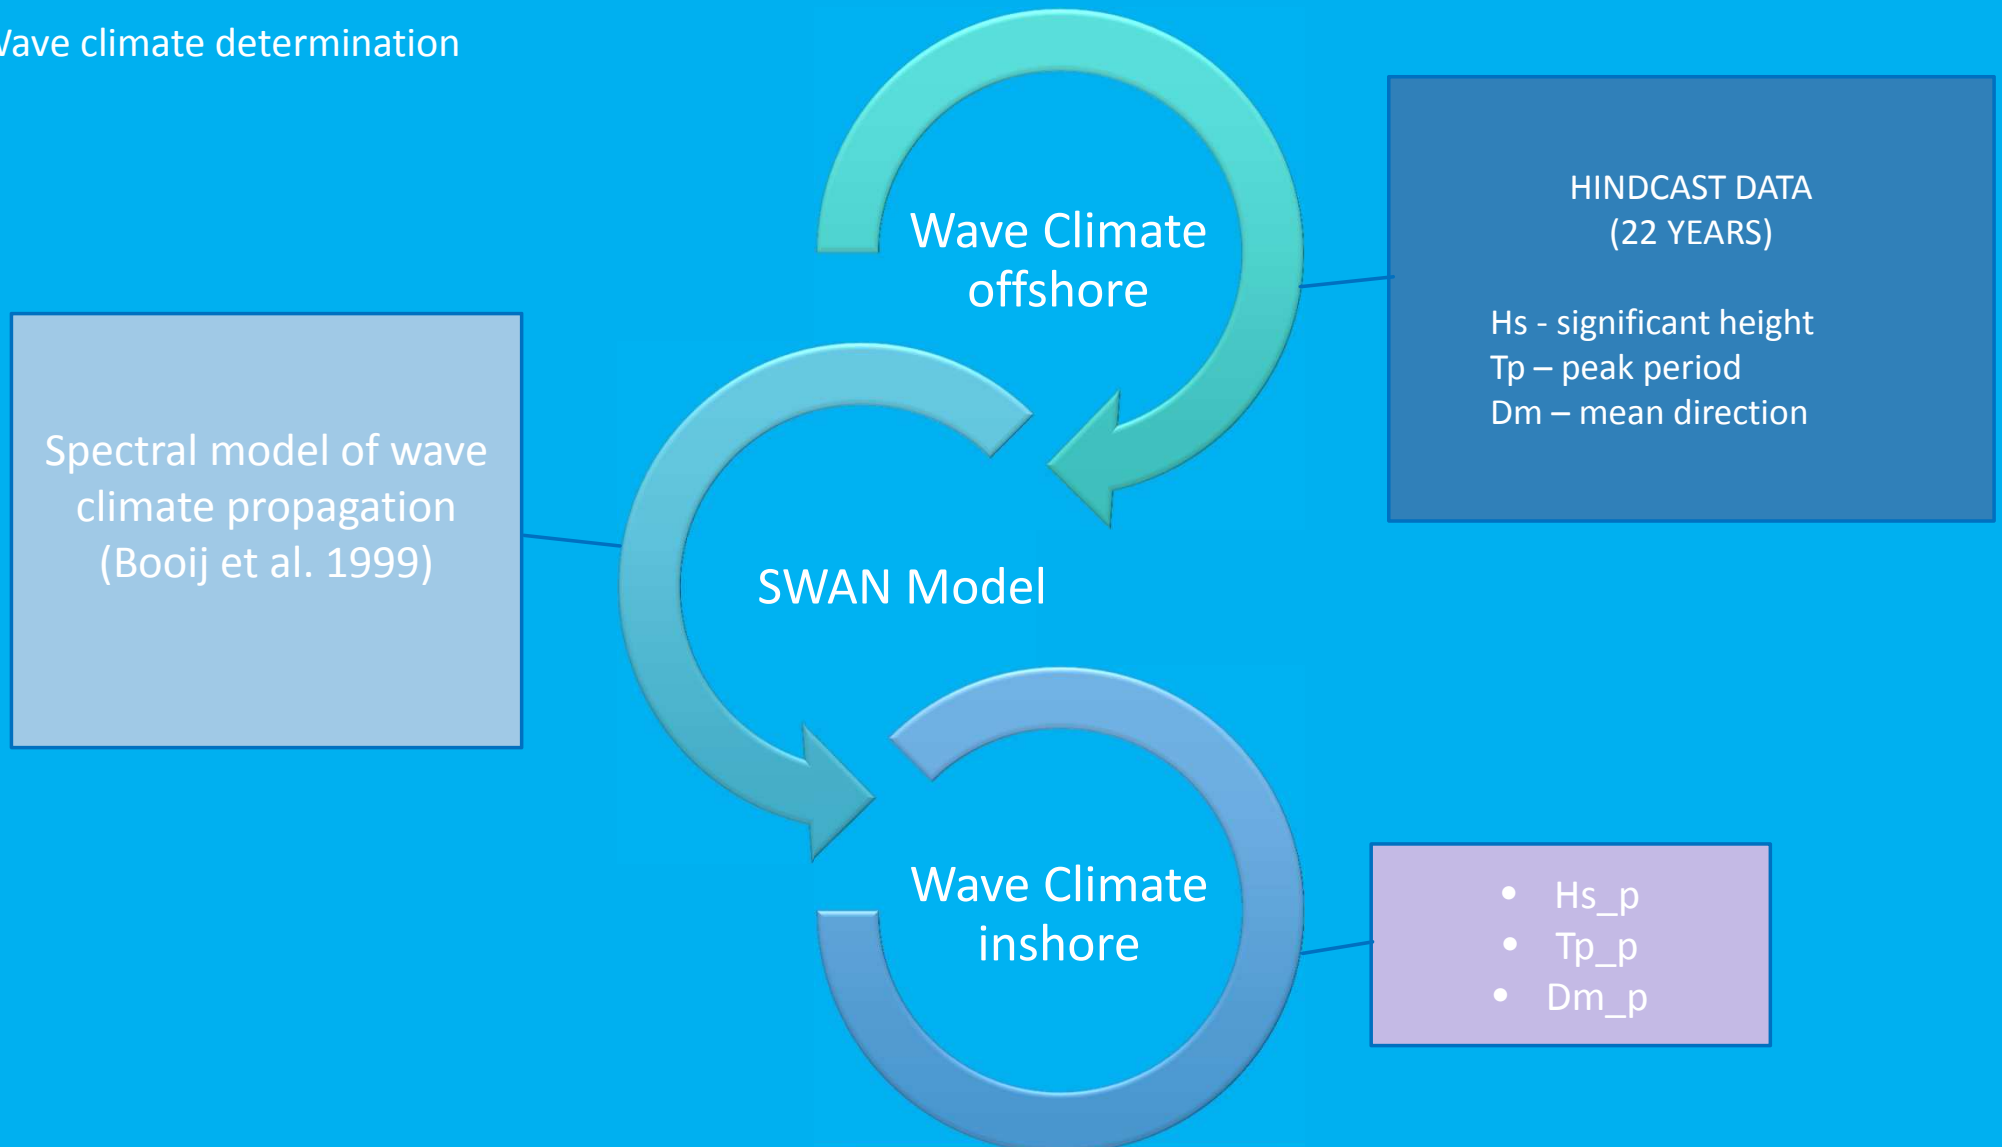 Wave climate determination
Wave Climate
offshore
HINDCAST DATA
(22 YEARS)
Hs - significant height
Tp – peak period
Dm – mean direction
Spectral model of wave
climate propagation
(Booij et al. 1999)
SWAN Model
Wave Climate
inshore
• Hs_p
• Tp_p
• Dm_p